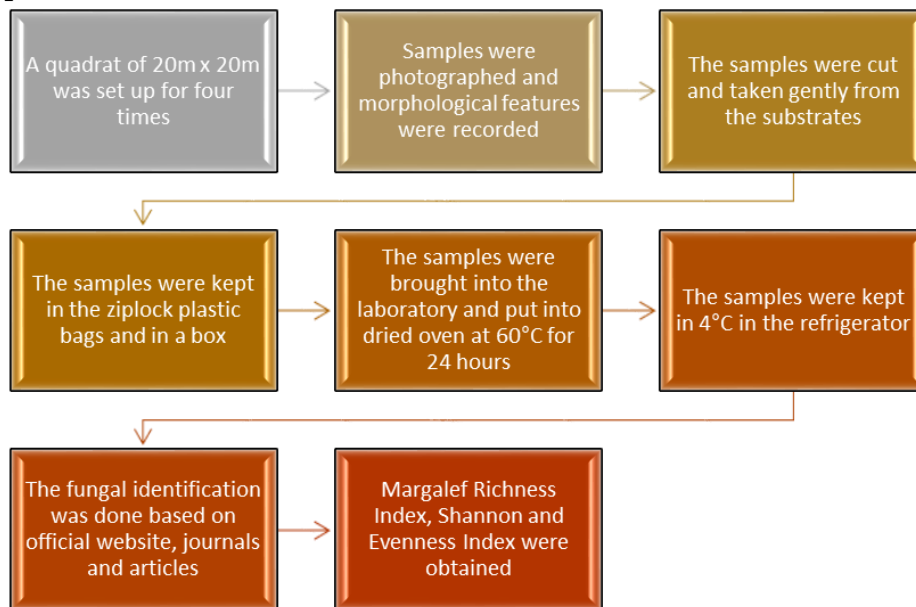 A quadrat of 20m x 20m
was set up for four
times
Samples were
photographed and
morphological features
were recorded
The samples were cut
and taken gently from
the substrates
The samples were kept
in the ziplock plastic
bags and in a box
The samples were
brought into the
laboratory and put into
dried oven at 60°C for
24 hours
The samples were kept
in 4°C in the refrigerator
The fungal identification
was done based on
official website, journals
and articles
Margalef Richness
Index, Shannon and
Evenness Index were
obtained